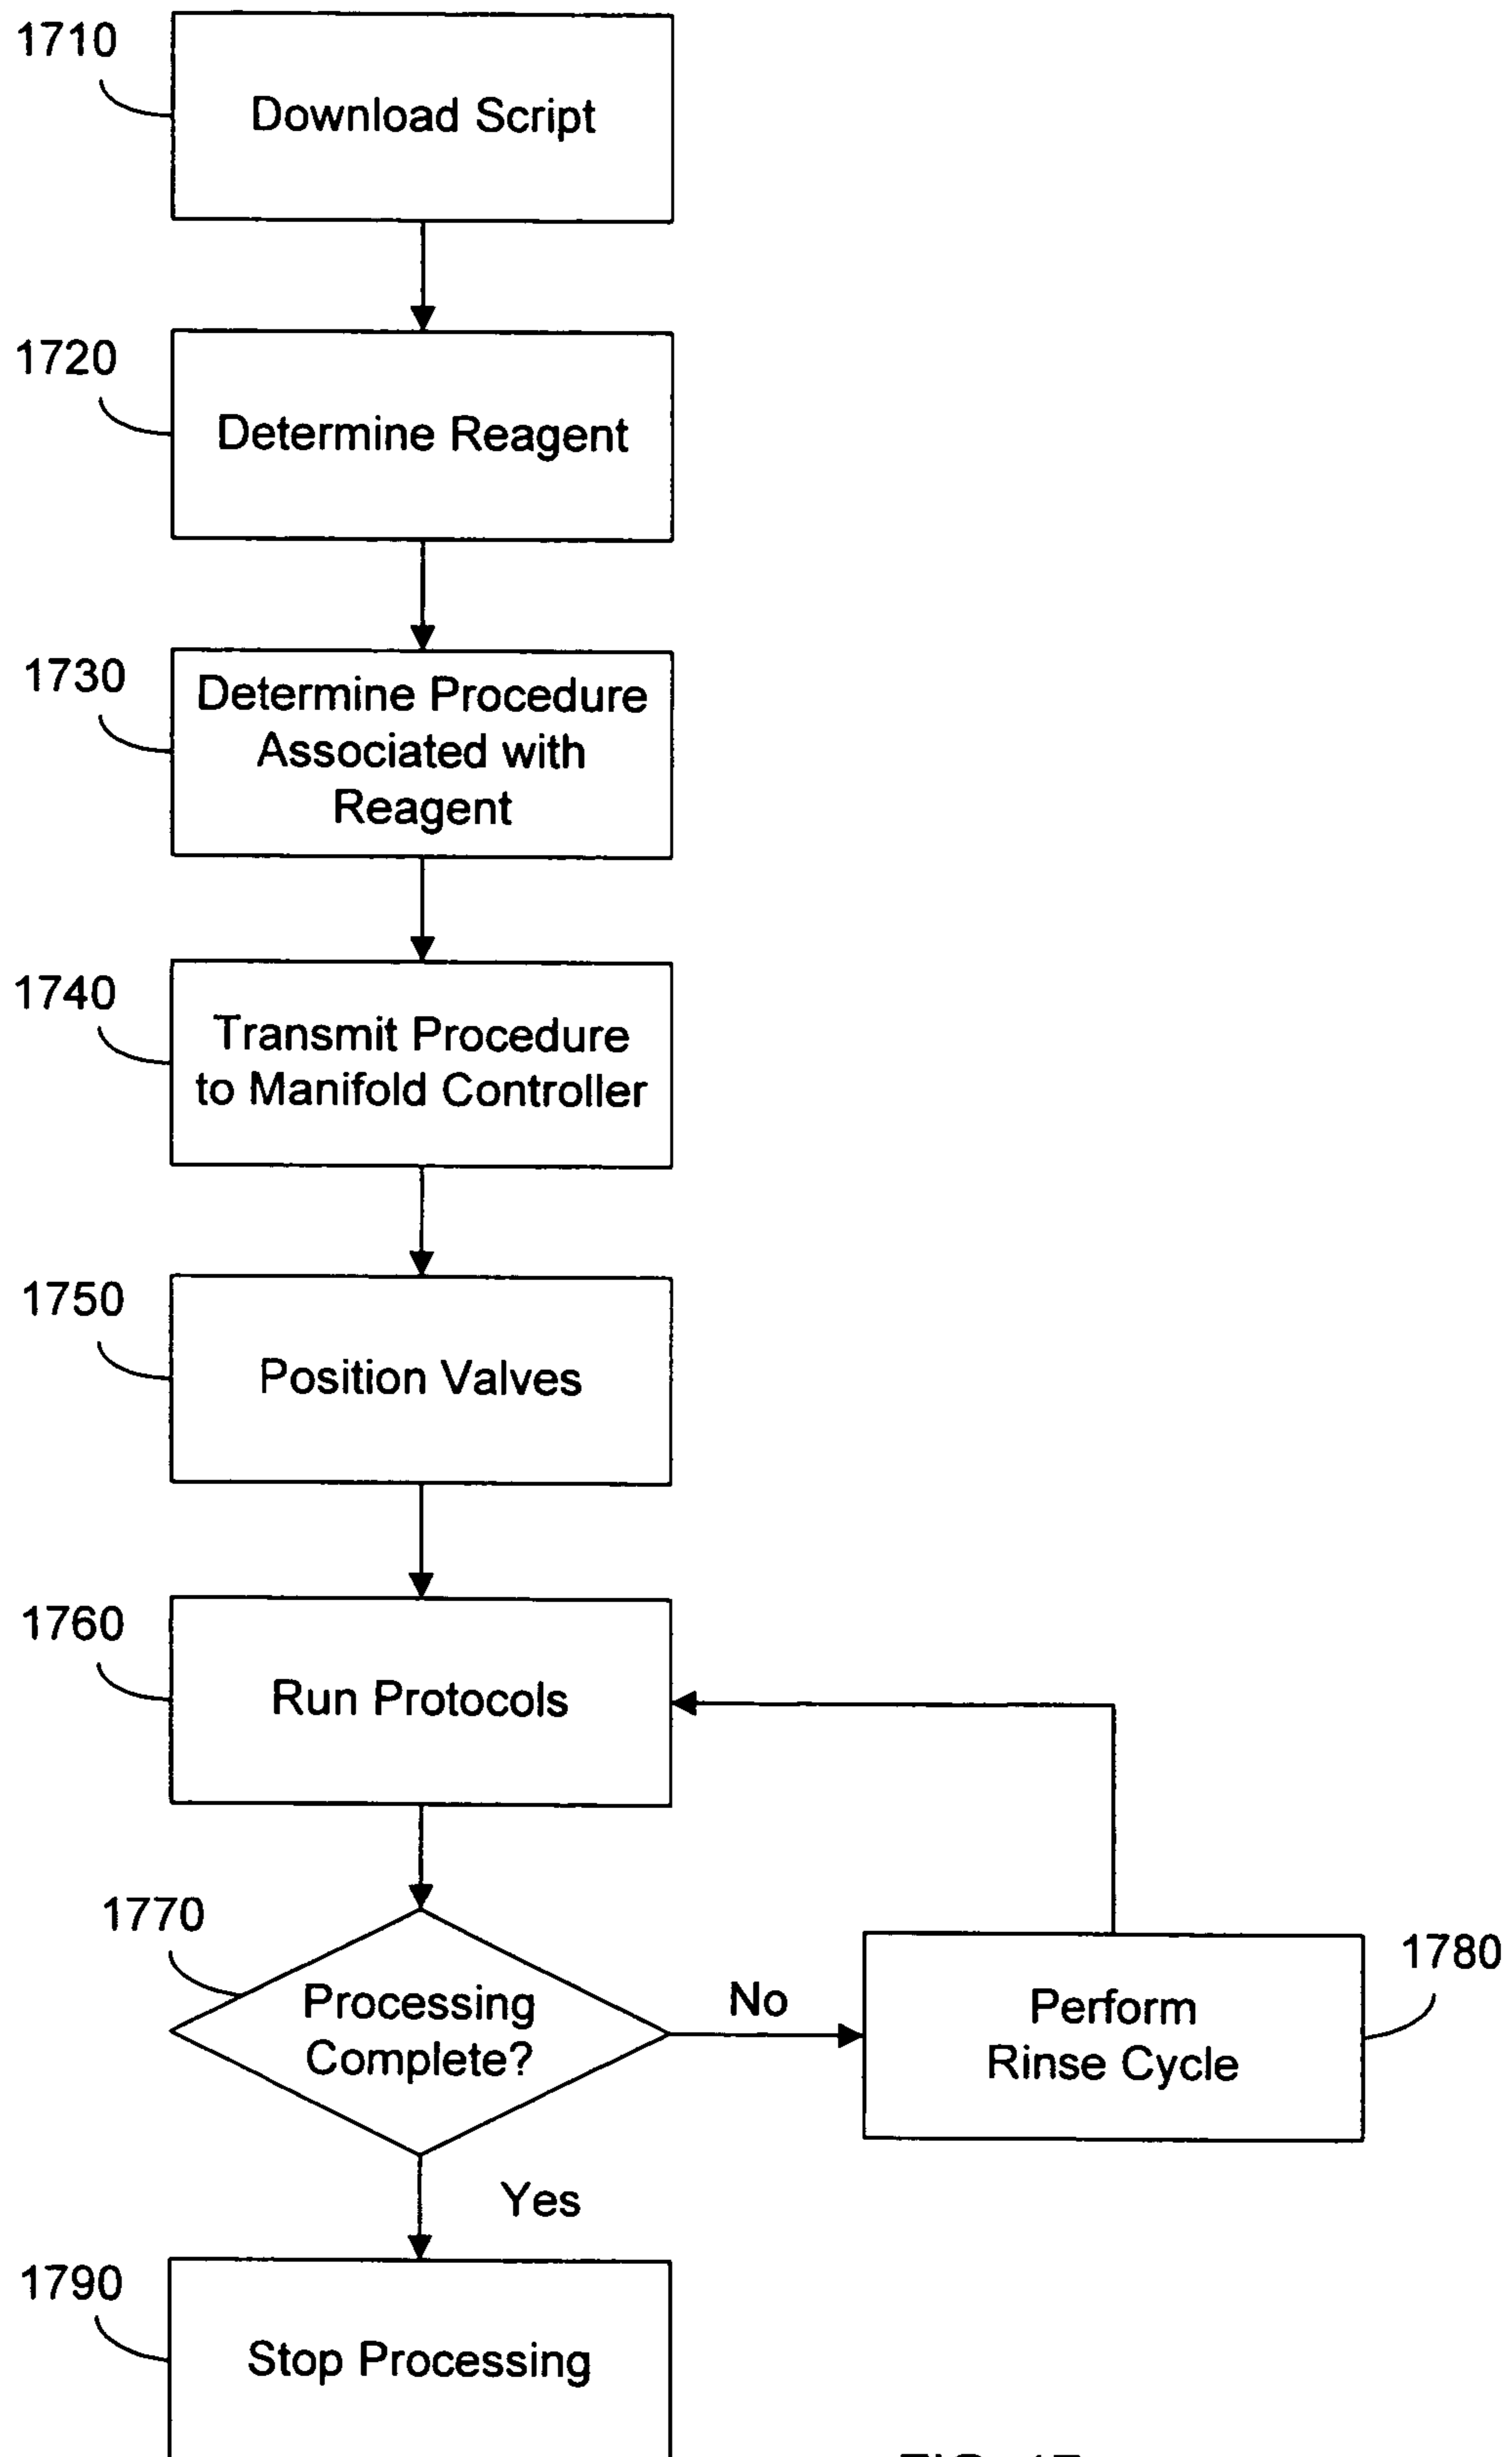 1710
Download Script
1720
Determine Reagent
1730
Determine Procedure
Associated with
Reagent
1740
Transmit Procedure
to Manifold Controller
1750
Position Valves
1760
Run Protocols
1770
Processing
Complete?
No
1780
Perform
Rinse Cycle
Yes
1790
Stop Processing